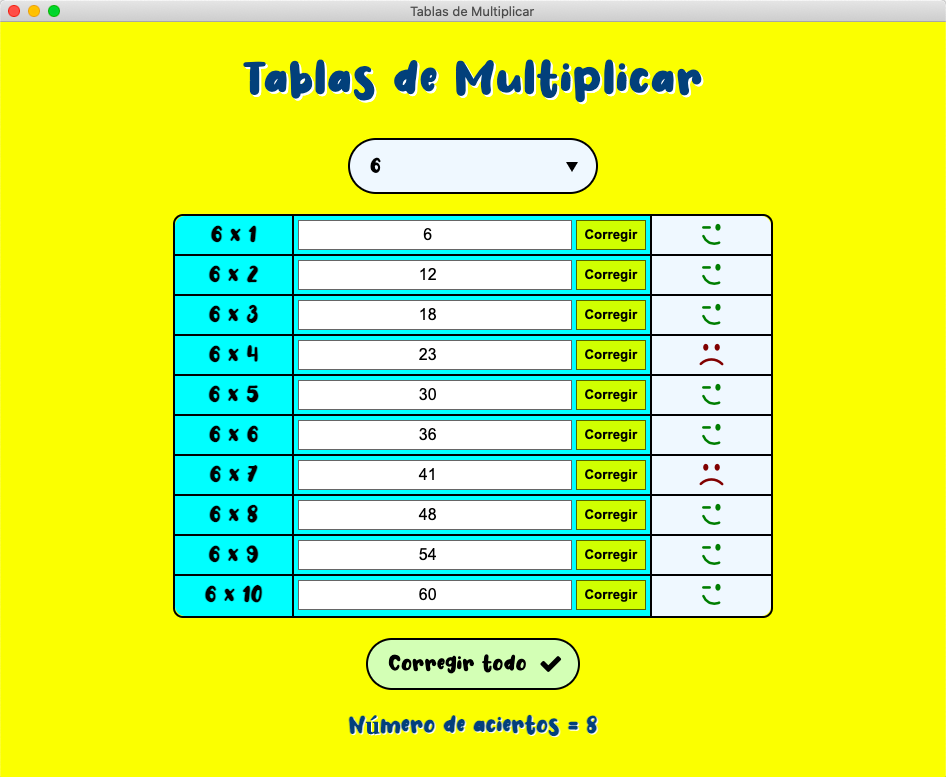 Tablas de Multiplicar
Tablas de Multiplicar
6
6 x 1 6 Corregir
6 x 2 12 Corregir
6 x 3 18 Corregir
6 x 4 23 Corregir
6 x 5 30 Corregir
6 x 6 36 Corregir
6 x 7 41 Corregir
6 x 8 48 Corregir
6 x 9 54 Corregir
6 x 10 60 Corregir
Corregir todo
Número de aciertos = 8